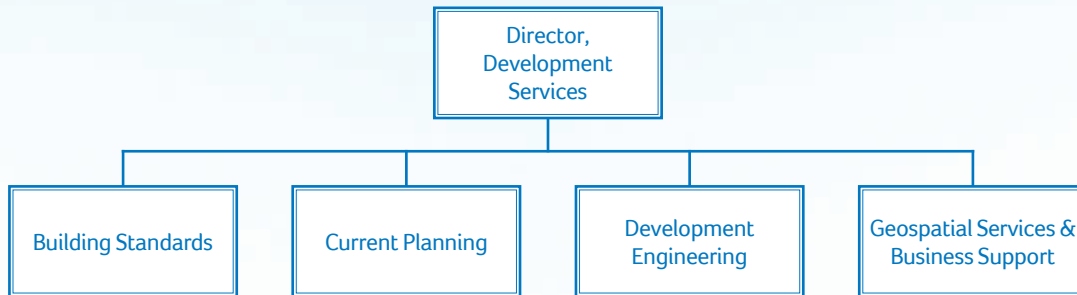 Director,
Development
Services
Building Standards
Current Planning
Development
Engineering
Geospatial Services &
Business Support